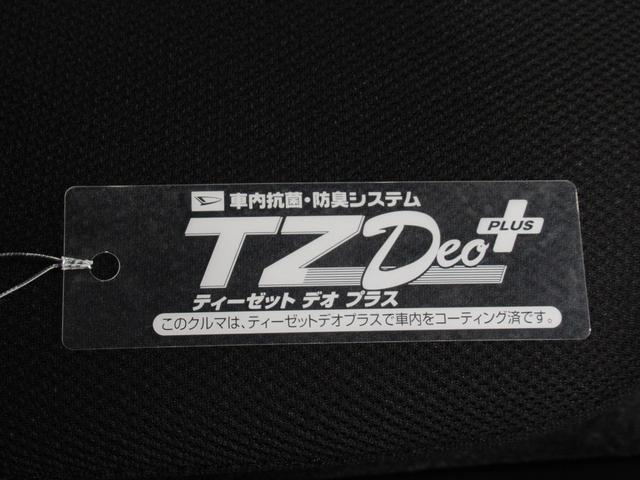 車内抗菌・防臭システム
TZ Deo PLUS
ティーゼット デオ プラス
このクルマは、ティーゼットデオプラスで車内をコーティング済です。